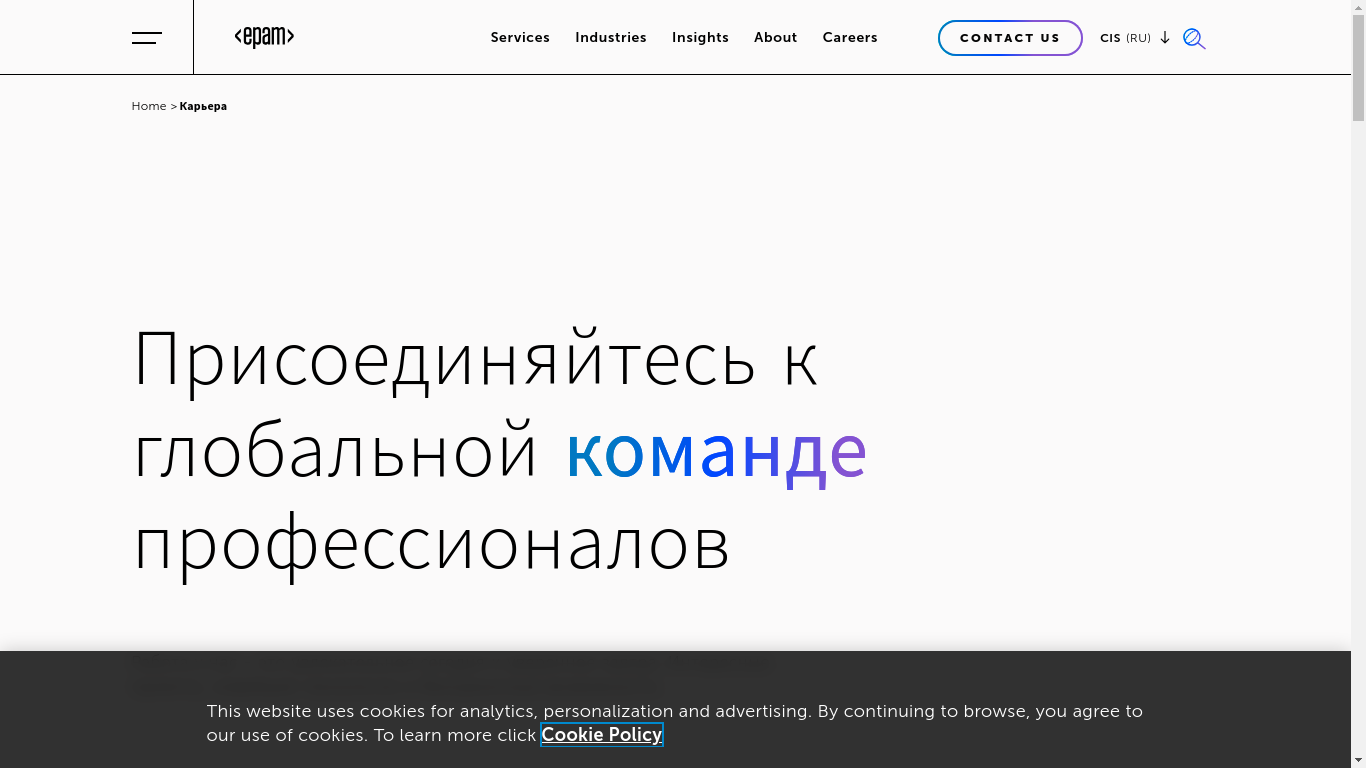 <epam>
Services Industries Insights About Careers
CONTACT US
CIS (RU)
Home > Карьера
Присоединяйтесь к
глобальной команде
профессионалов
This website uses cookies for analytics, personalization and advertising. By continuing to browse, you agree to
our use of cookies. To learn more click Cookie Policy